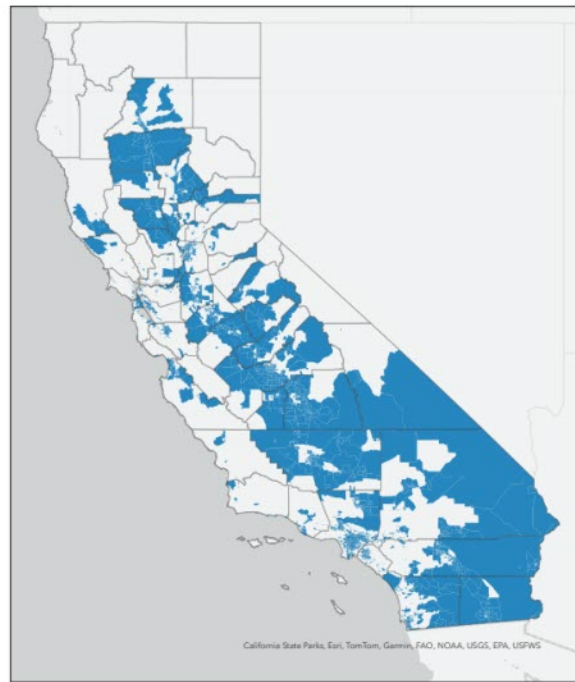 California State Parks, Esri, TomTom, Garmin, FAO, NOAA, USGS, EPA, USFWS